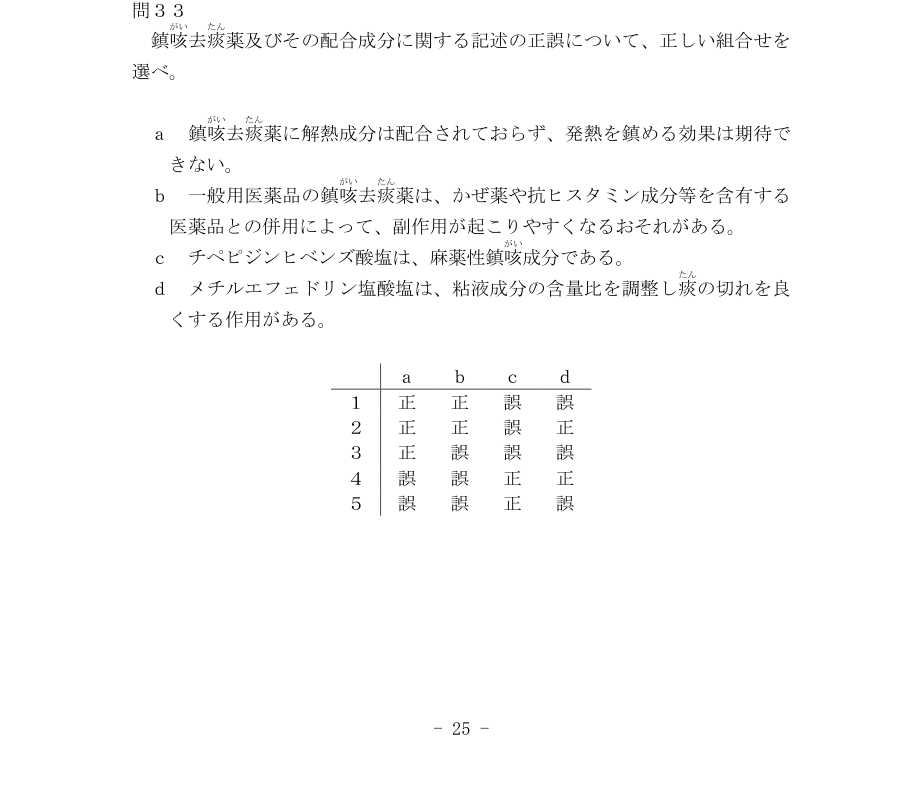 問３３
鎮咳去痰薬及びその配合成分に関する記述の正誤について、正しい組合せを
選べ。
ａ　鎮咳去痰薬に解熱成分は配合されておらず、発熱を鎮める効果は期待で
きない。
ｂ　一般用医薬品の鎮咳去痰薬は、かぜ薬や抗ヒスタミン成分等を含有する
医薬品との併用によって、副作用が起こりやすくなるおそれがある。
ｃ　チペピジンヒベンズ酸塩は、麻薬性鎮咳成分である。
ｄ　メチルエフェドリン塩酸塩は、粘液成分の含量比を調整し痰の切れを良
くする作用がある。
ａ　ｂ　ｃ　ｄ
１　正　正　誤　誤
２　正　正　誤　正
３　正　誤　誤　誤
４　誤　誤　正　正
５　誤　誤　正　誤
- 25 -